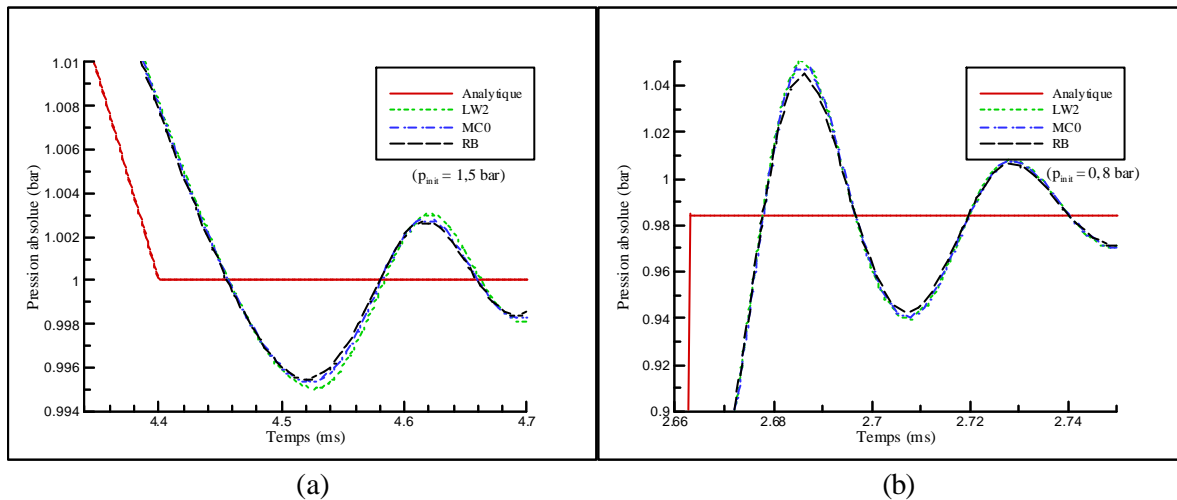 1.01
1.008
1.006
1.004
1.002
1
0.998
0.996
0.994
Pression absolue (bar)
4.4
4.5
4.6
4.7
Temps (ms)
Analytique
LW2
MC0
RB
(pinit = 1,5 bar)
(a)
1.04
1.02
1
0.98
0.96
0.94
0.92
0.9
Pression absolue (bar)
2.66
2.68
2.7
2.72
2.74
Temps (ms)
Analytique
LW2
MC0
RB
(pinit = 0,8 bar)
(b)